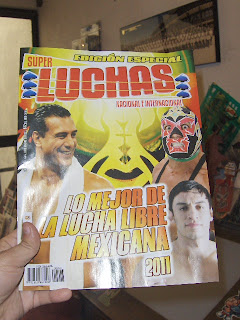 EDICIÓN ESPECIAL
SUPER
LUCHAS
NACIONAL E INTERNACIONAL
LO MEJOR DE
LA LUCHA LIBRE
MEXICANA
2011